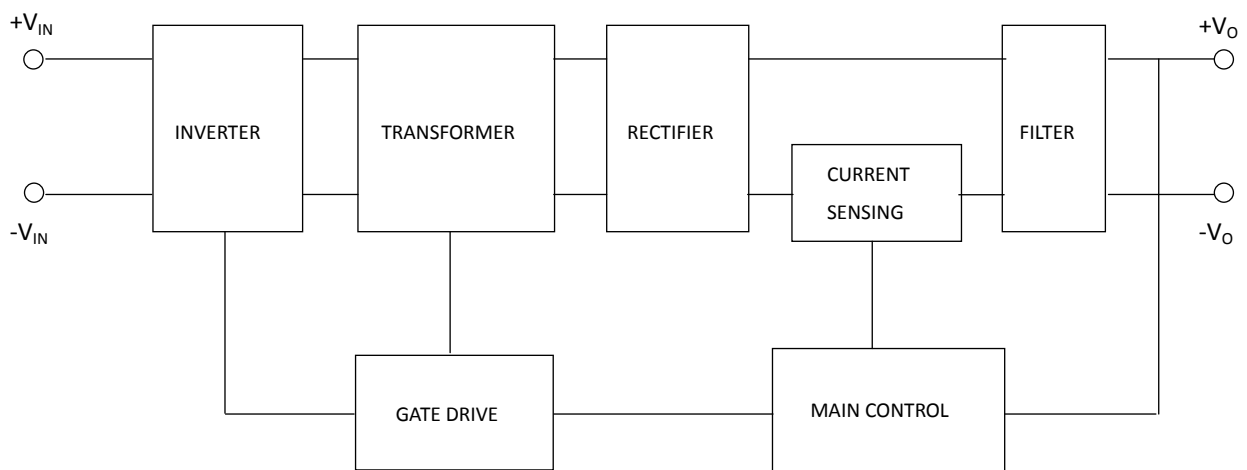 +VIN
+VO
INVERTER
TRANSFORMER
RECTIFIER
FILTER
CURRENT
SENSING
-VIN
-VO
GATE DRIVE
MAIN CONTROL